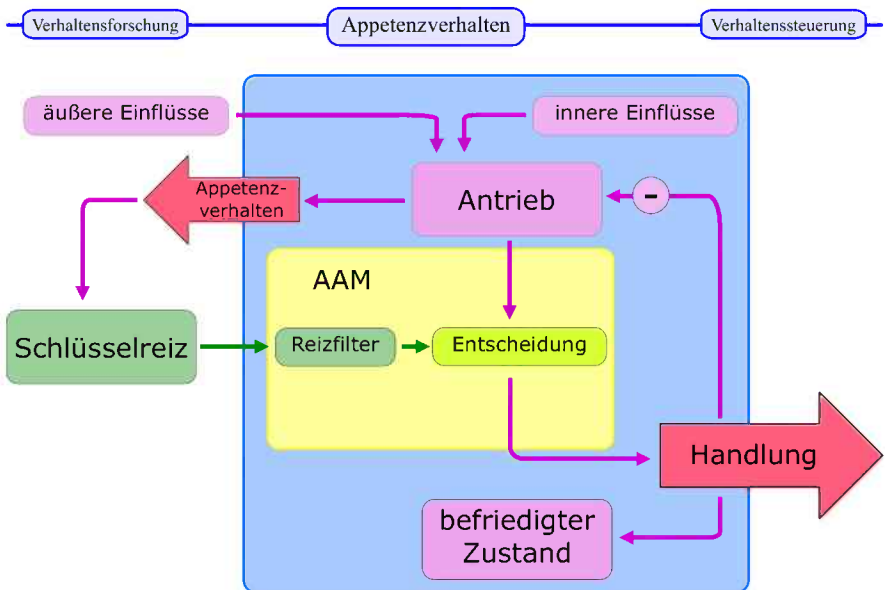 Verhaltensforschung
Appetenzverhalten
Verhaltenssteuerung
äußere Einflüsse
innere Einflüsse
Appetenz-
verhalten
Antrieb
-
AAM
Schlüsselreiz
Reizfilter
Entscheidung
Handlung
befriedigter
Zustand